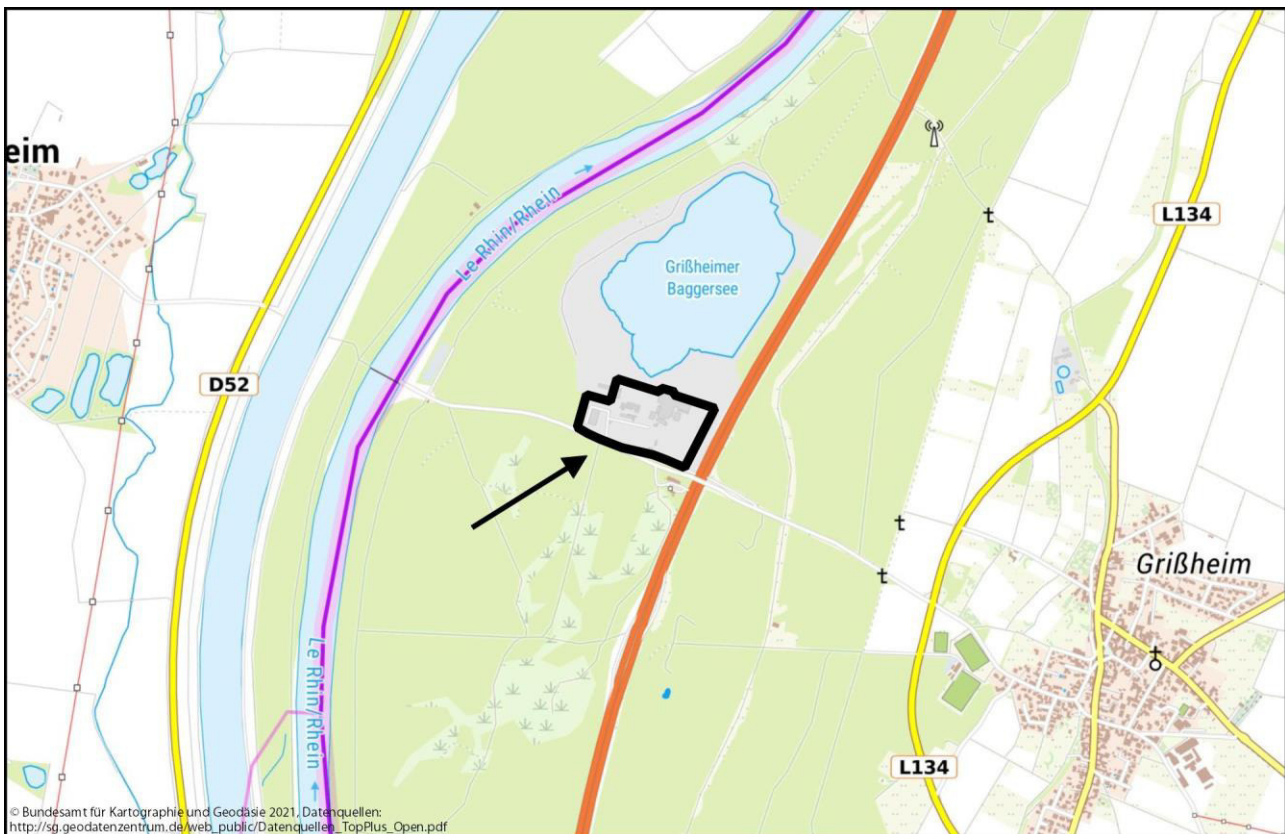 eim
L134
Le Rhin/Rhein
Grißheimer
Baggersee
D52
Grißheim
Le Rhin/Rhein
L134
© Bundesamt für Kartographie und Geodäsie 2021, Datenquellen:
http://sg.geodatenzentrum.de/web_public/Datenquellen_TopPlus_Open.pdf